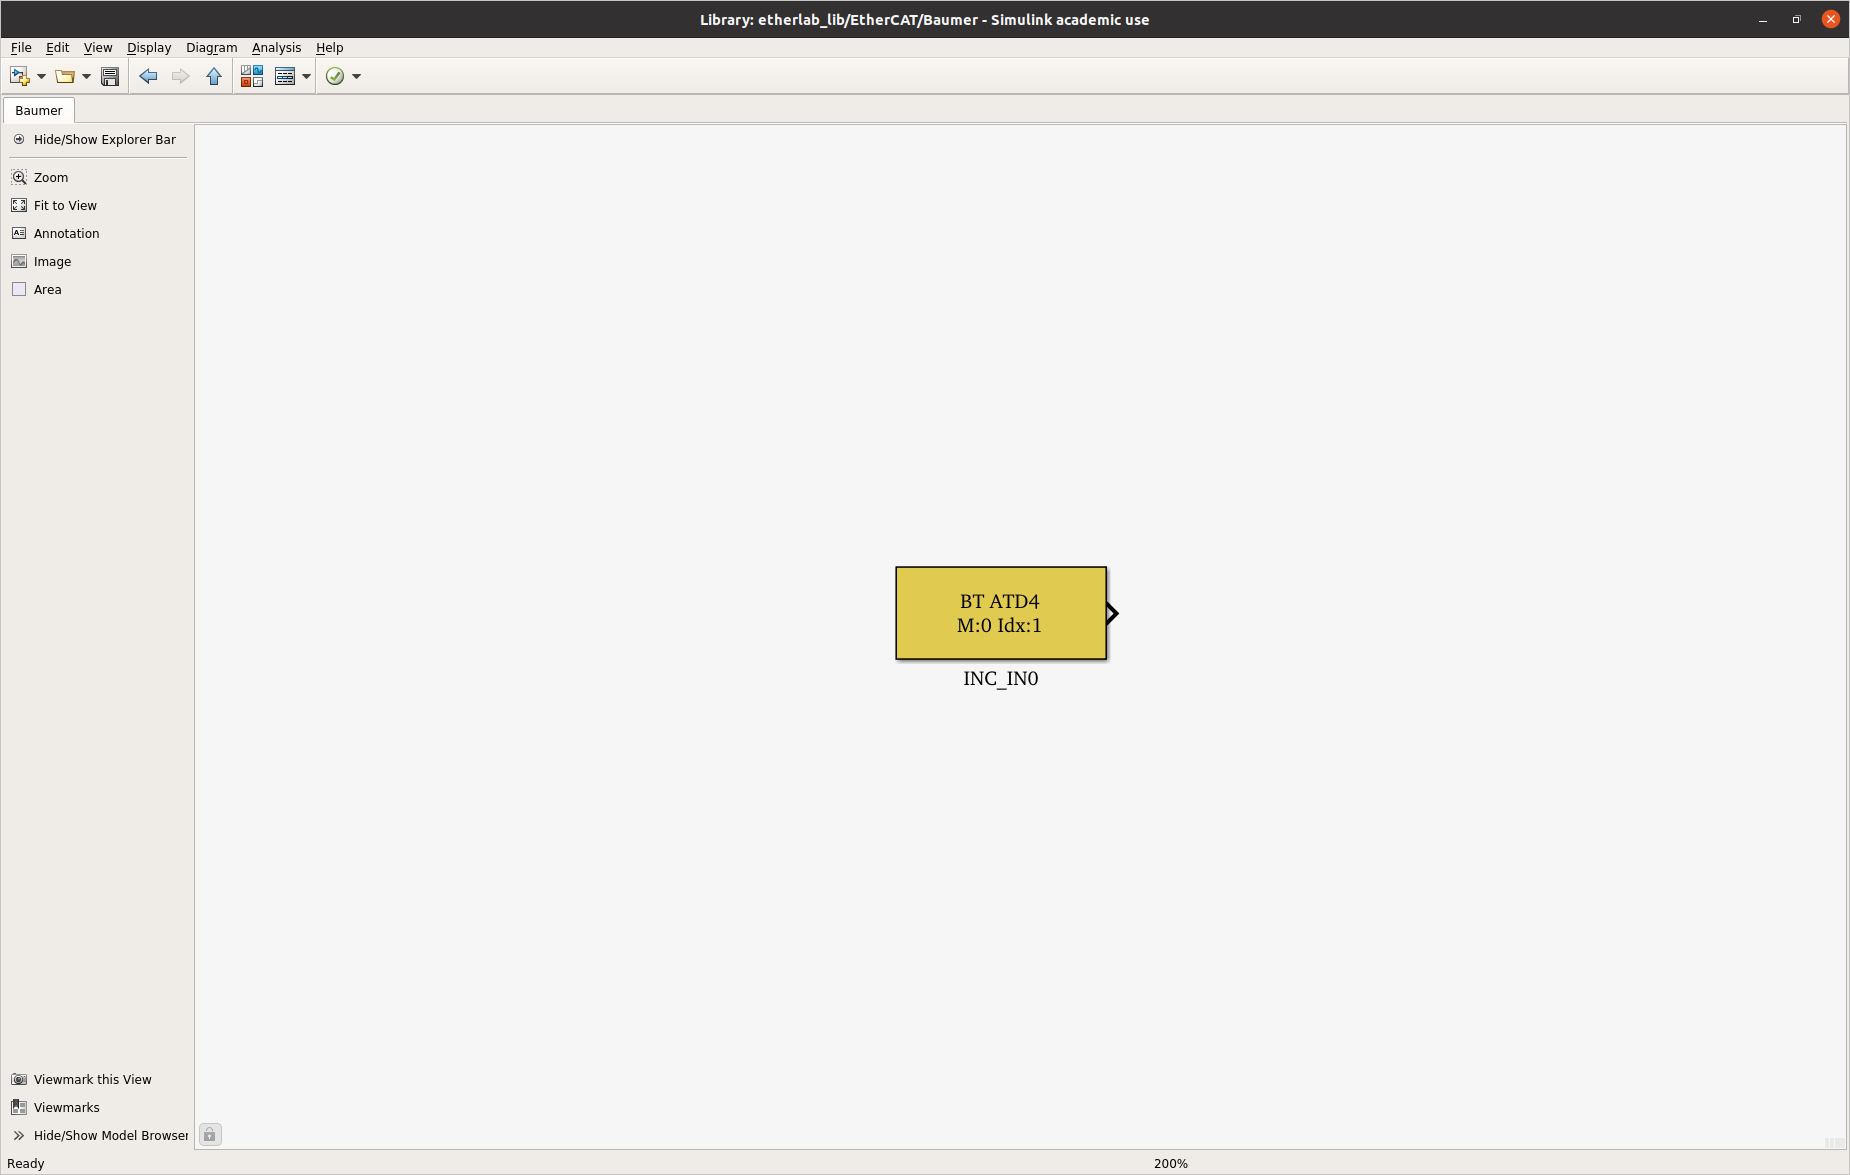 Library: etherlab_lib/EtherCAT/Baumer - Simulink academic use
File Edit View Display Diagram Analysis Help
Baumer
Hide/Show Explorer Bar
Zoom
Fit to View
Annotation
Image
Area
BT ATD4
M:0 Idx:1
INC_IN0
Viewmark this View
Viewmarks
Hide/Show Model Browser
Ready
200%